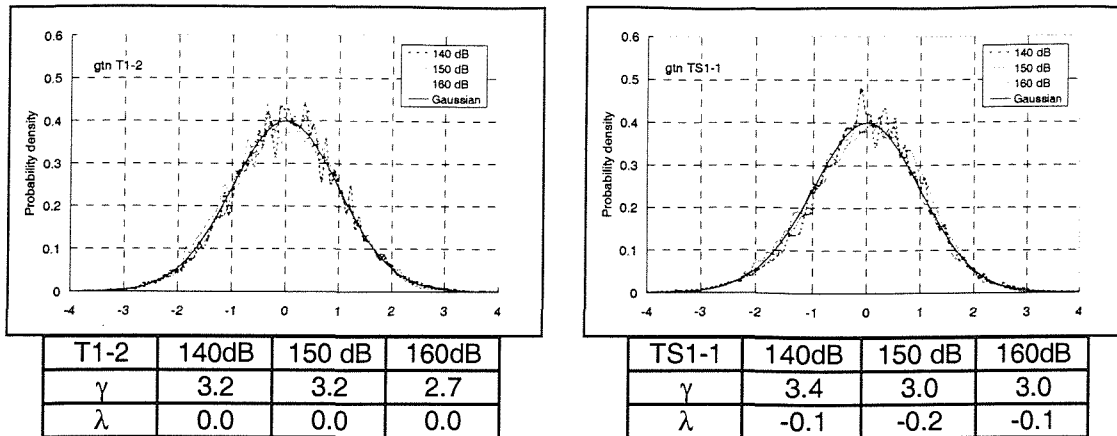 0.6
gtn T1-2
140 dB
150 dB
160 dB
Gaussian
0.5
0.4
0.3
0.2
0.1
0
Probability density
-4 -3 -2 -1 0 1 2 3 4
T1-2 140dB 150 dB 160dB
γ 3.2 3.2 2.7
λ 0.0 0.0 0.0
0.6
gtn TS1-1
140 dB
150 dB
160 dB
Gaussian
0.5
0.4
0.3
0.2
0.1
0
Probability density
-4 -3 -2 -1 0 1 2 3 4
TS1-1 140dB 150 dB 160dB
γ 3.4 3.0 3.0
λ -0.1 -0.2 -0.1